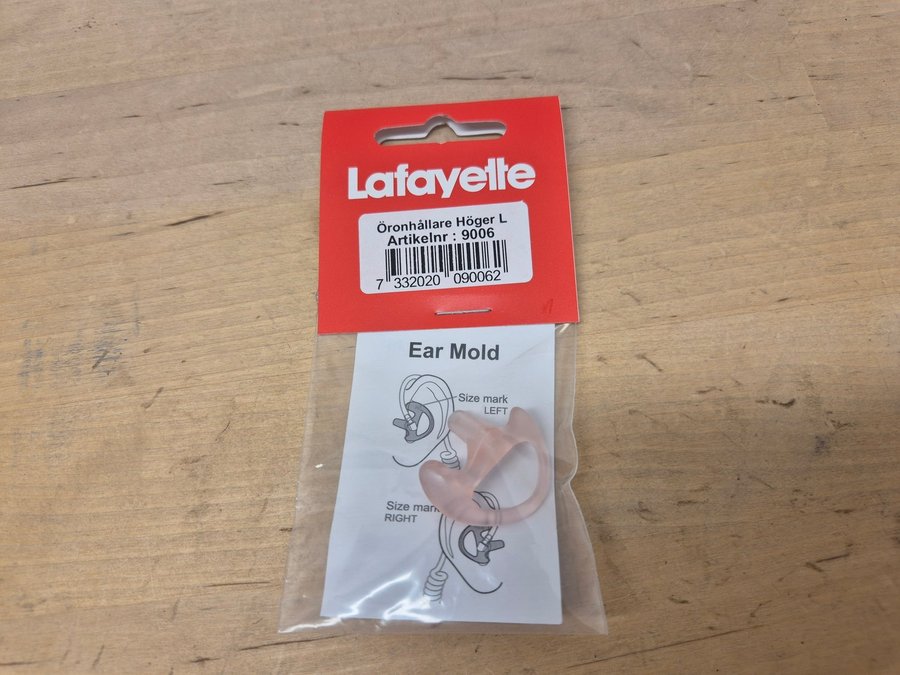 Lafayette
Öronhållare Höger L
Artikelnr : 9006
7 332020 090062
Ear Mold
Size mark
LEFT
Size mark
RIGHT